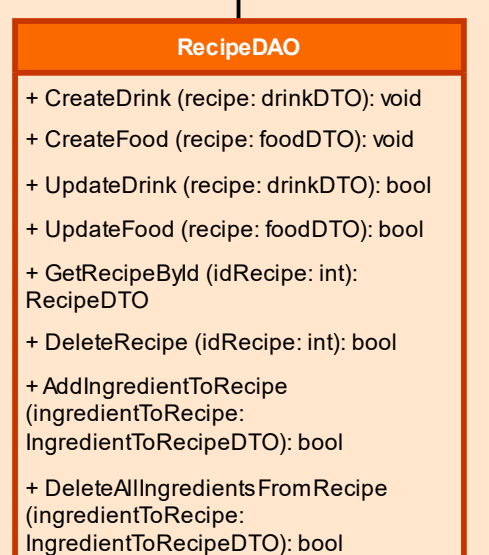 RecipeDAO
+ CreateDrink (recipe: drinkDTO): void
+ CreateFood (recipe: foodDTO): void
+ UpdateDrink (recipe: drinkDTO): bool
+ UpdateFood (recipe: foodDTO): bool
+ GetRecipeById (idRecipe: int):
RecipeDTO
+ DeleteRecipe (idRecipe: int): bool
+ AddIngredientToRecipe
(ingredientToRecipe:
IngredientToRecipeDTO): bool
+ DeleteAllIngredientsFromRecipe
(ingredientToRecipe:
IngredientToRecipeDTO): bool